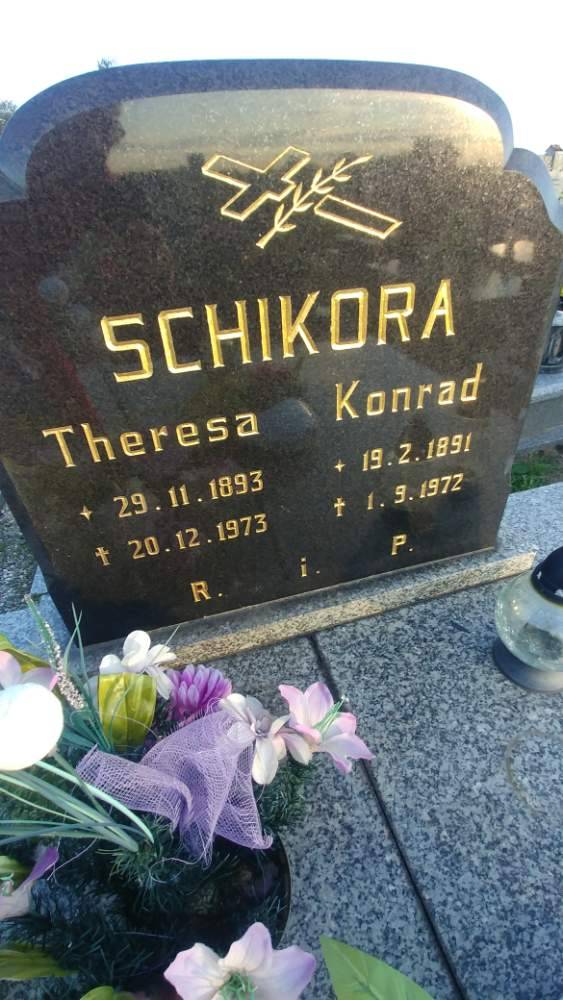 SCHIKORA
Theresa Konrad
✦ 29.11.1893 ✦ 19.2.1891
✝ 20.12.1973 ✝ 1.9.1972
R. i. P.